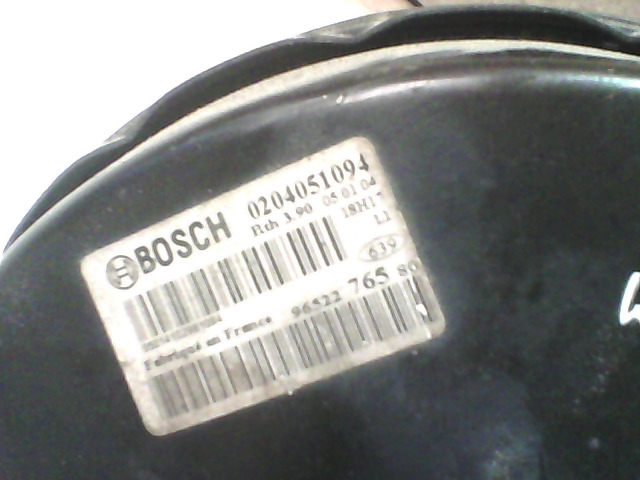 BOSCH 0204051094
Rch 3.90 05 01 04
18H17
L1
639
Fabriqué en France 96522 765 80